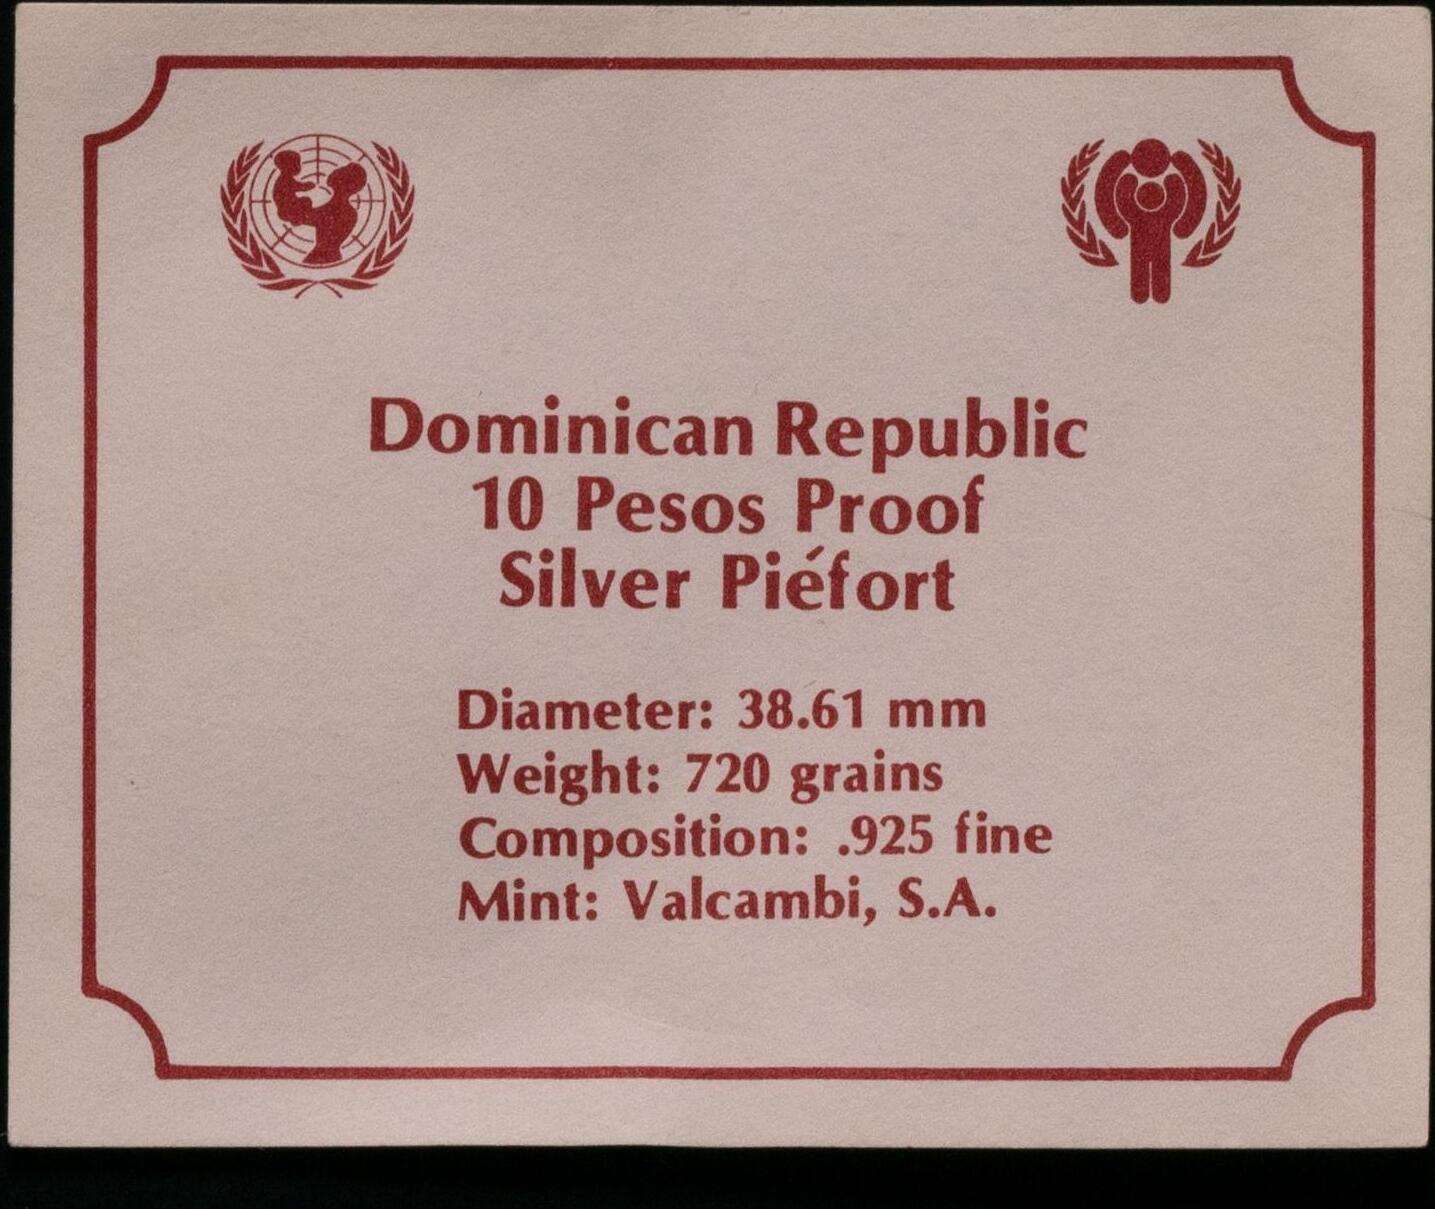 Dominican Republic
10 Pesos Proof
Silver Piéfort
Diameter: 38.61 mm
Weight: 720 grains
Composition: .925 fine
Mint: Valcambi, S.A.